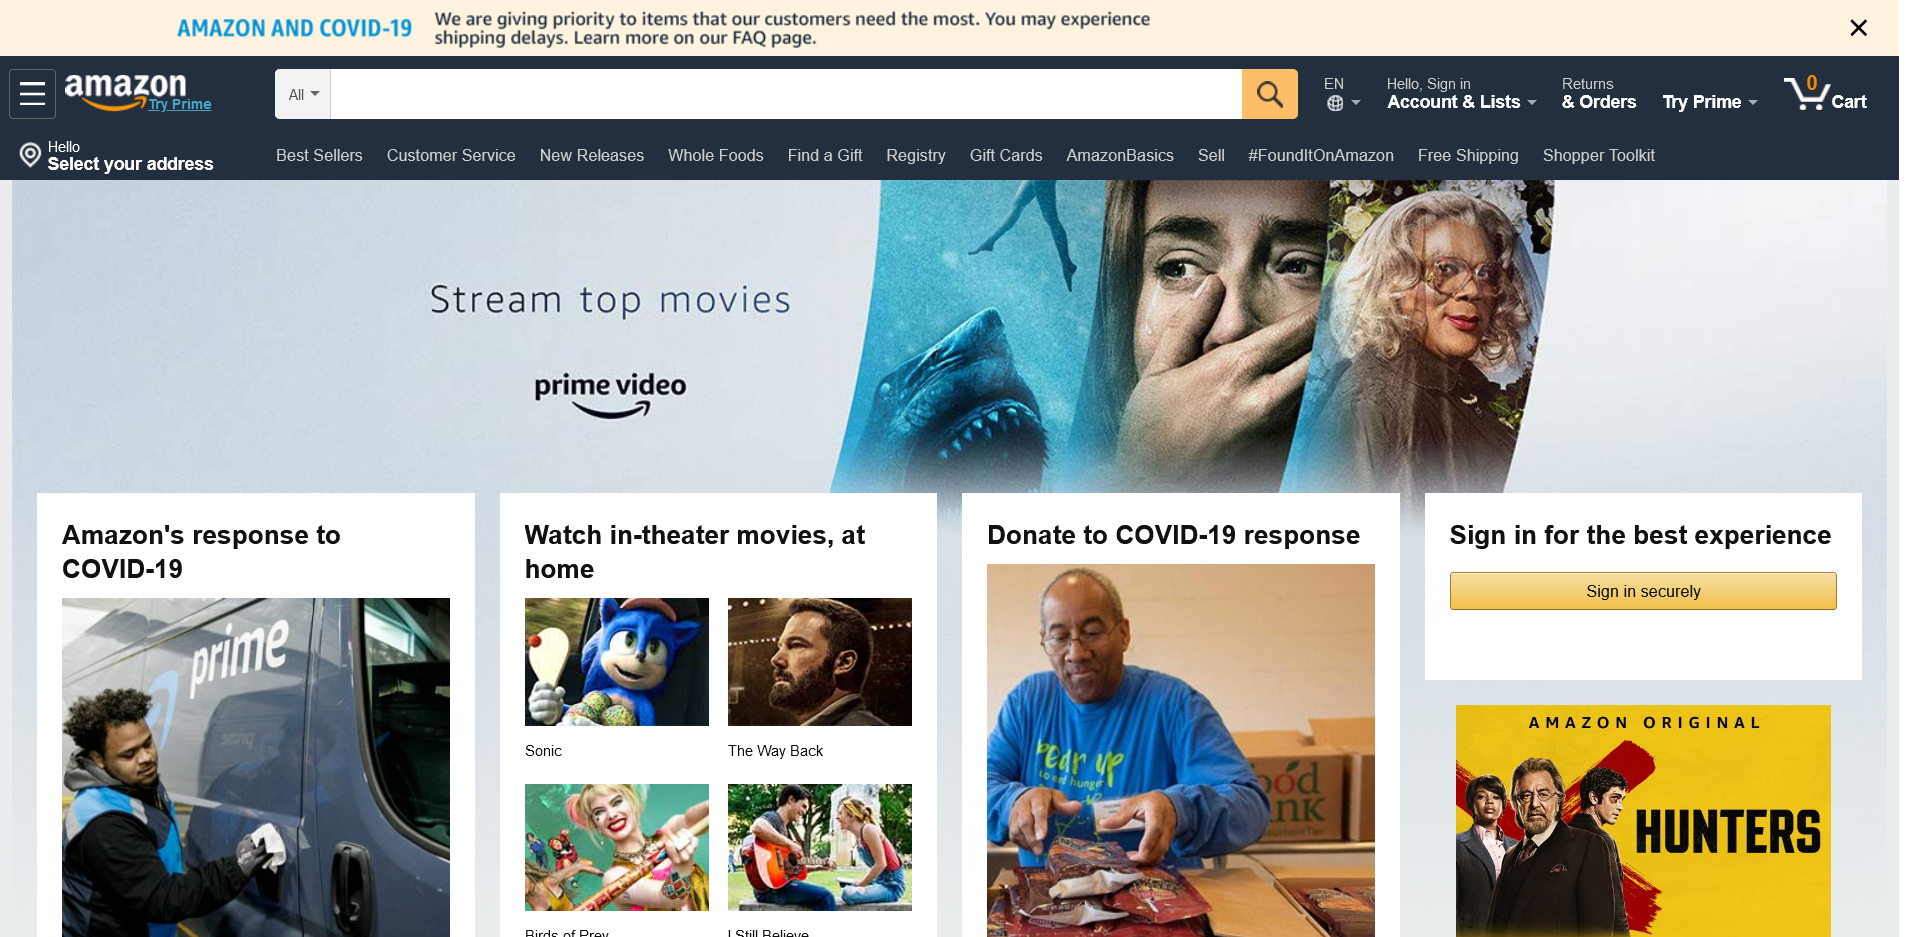 AMAZON AND COVID-19
We are giving priority to items that our customers need the most. You may experience
shipping delays. Learn more on our FAQ page.
amazon
Try Prime
All
EN
Hello, Sign in
Account & Lists
Returns
& Orders
Try Prime
0
Cart
Hello
Select your address
Best Sellers
Customer Service
New Releases
Whole Foods
Find a Gift
Registry
Gift Cards
AmazonBasics
Sell
#FoundItOnAmazon
Free Shipping
Shopper Toolkit
Stream top movies
prime video
Amazon's response to
COVID-19
prime
Watch in-theater movies, at
home
Sonic
The Way Back
Birds of Prey
I Still Believe
Donate to COVID-19 response
to end hunger
Sign in for the best experience
Sign in securely
AMAZON ORIGINAL
HUNTERS